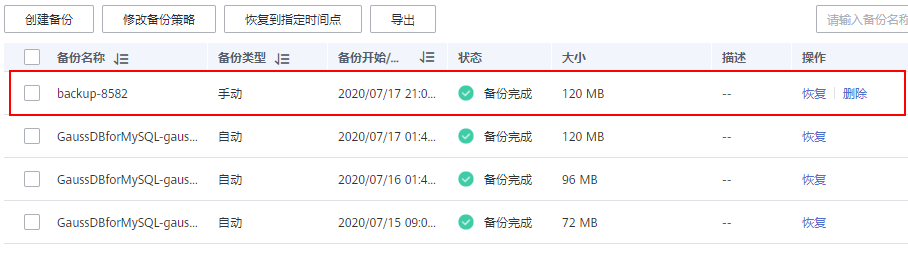 创建备份 修改备份策略 恢复到指定时间点 导出 请输入备份名称
备份名称 备份类型 备份开始/... 状态 大小 描述 操作
backup-8582 手动 2020/07/17 21:0... 备份完成 120 MB -- 恢复 删除
GaussDBforMySQL-gaus... 自动 2020/07/17 01:4... 备份完成 120 MB -- 恢复
GaussDBforMySQL-gaus... 自动 2020/07/16 01:4... 备份完成 96 MB -- 恢复
GaussDBforMySQL-gaus... 自动 2020/07/15 09:0... 备份完成 72 MB -- 恢复